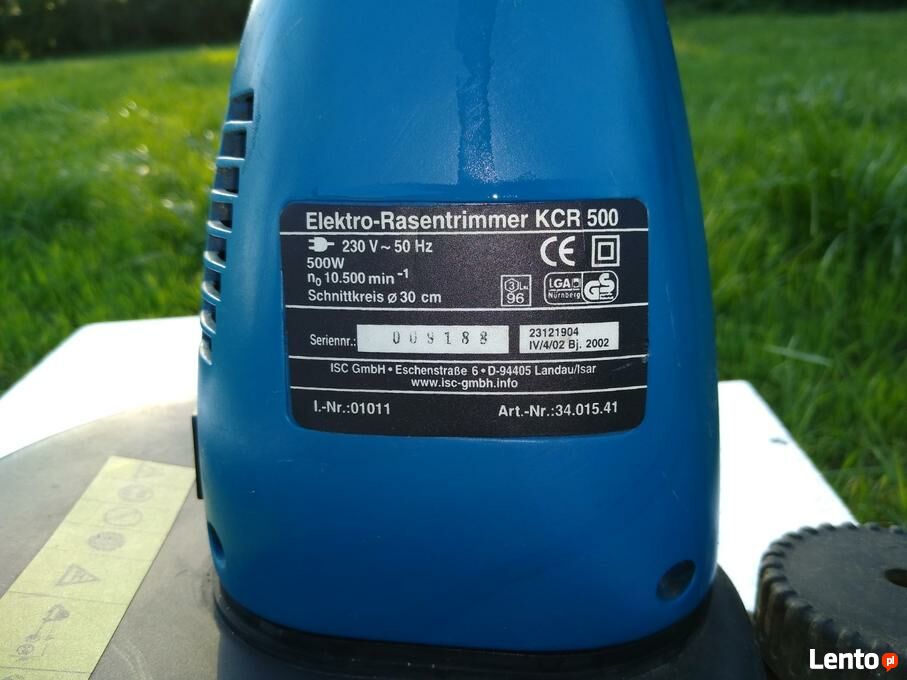 Elektro-Rasentrimmer KCR 500
230 V ~ 50 Hz
500W
n₀ 10.500 min⁻¹
Schnittkreis ø 30 cm
CE
96
LGA
Nürnberg
GS
Seriennr.: 009188
23121904
IV/4/02 Bj. 2002
ISC GmbH • Eschenstraße 6 • D-94405 Landau/Isar
www.isc-gmbh.info
I.-Nr.:01011 Art.-Nr.:34.015.41
Lento pl